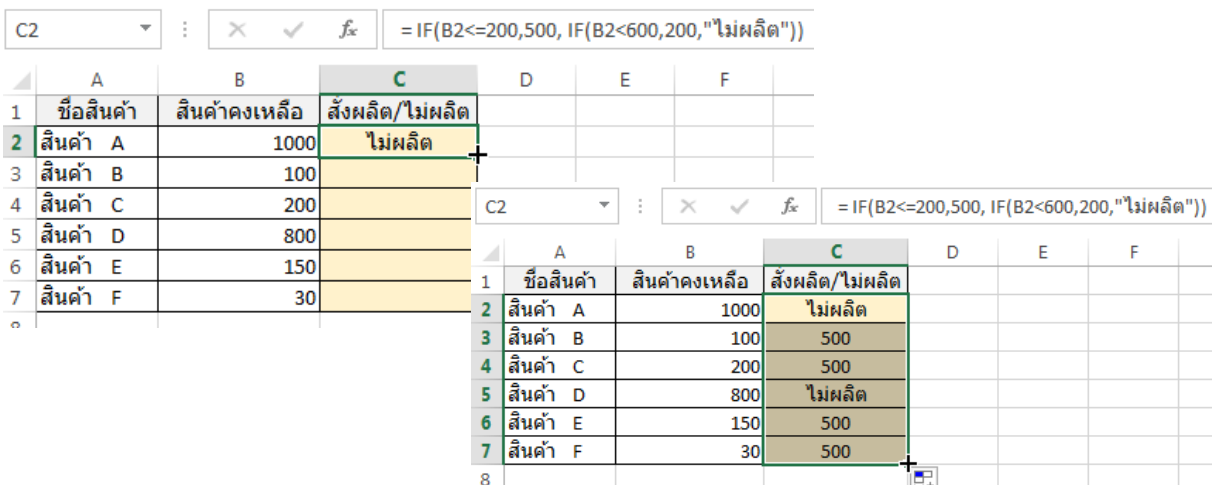 C2 fx = IF(B2<=200,500, IF(B2<600,200,"ไม่ผลิต"))
A B C D E F
1 ชื่อสินค้า สินค้าคงเหลือ สั่งผลิต/ไม่ผลิต
2 สินค้า A 1000 ไม่ผลิต
3 สินค้า B 100
4 สินค้า C 200
5 สินค้า D 800
6 สินค้า E 150
7 สินค้า F 30
C2 fx = IF(B2<=200,500, IF(B2<600,200,"ไม่ผลิต"))
A B C D E F
1 ชื่อสินค้า สินค้าคงเหลือ สั่งผลิต/ไม่ผลิต
2 สินค้า A 1000 ไม่ผลิต
3 สินค้า B 100 500
4 สินค้า C 200 500
5 สินค้า D 800 ไม่ผลิต
6 สินค้า E 150 500
7 สินค้า F 30 500
8